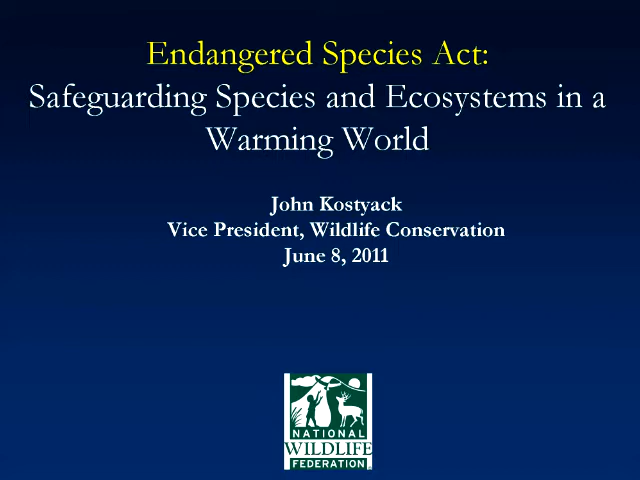 Endangered Species Act:
Safeguarding Species and Ecosystems in a
Warming World
John Kostyack
Vice President, Wildlife Conservation
June 8, 2011
NATIONAL
WILDLIFE
FEDERATION